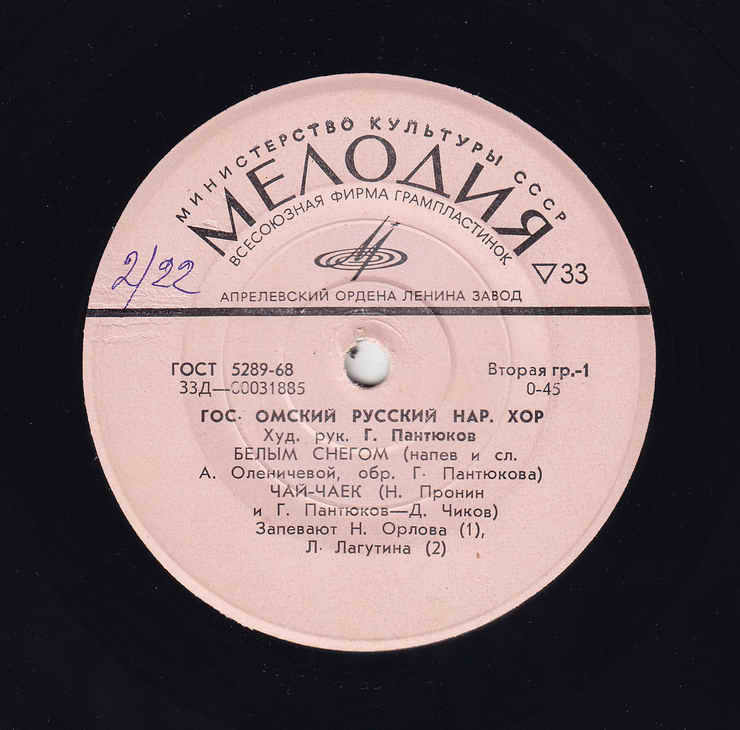 МИНИСТЕРСТВО КУЛЬТУРЫ СССР
МЕЛОДИЯ
ВСЕСОЮЗНАЯ ФИРМА ГРАМПЛАСТИНОК
2/22
▽33
АПРЕЛЕВСКИЙ ОРДЕНА ЛЕНИНА ЗАВОД
ГОСТ 5289-68 Вторая гр.-1
33Д—00031885 0-45
ГОС. ОМСКИЙ РУССКИЙ НАР. ХОР
Худ. рук. Г. Пантюков
БЕЛЫМ СНЕГОМ (напев и сл.
А. Оленичевой, обр. Г. Пантюкова)
ЧАЙ-ЧАЕК (Н. Пронин
и Г. Пантюков—Д. Чиков)
Запевают Н. Орлова (1),
Л. Лагутина (2)